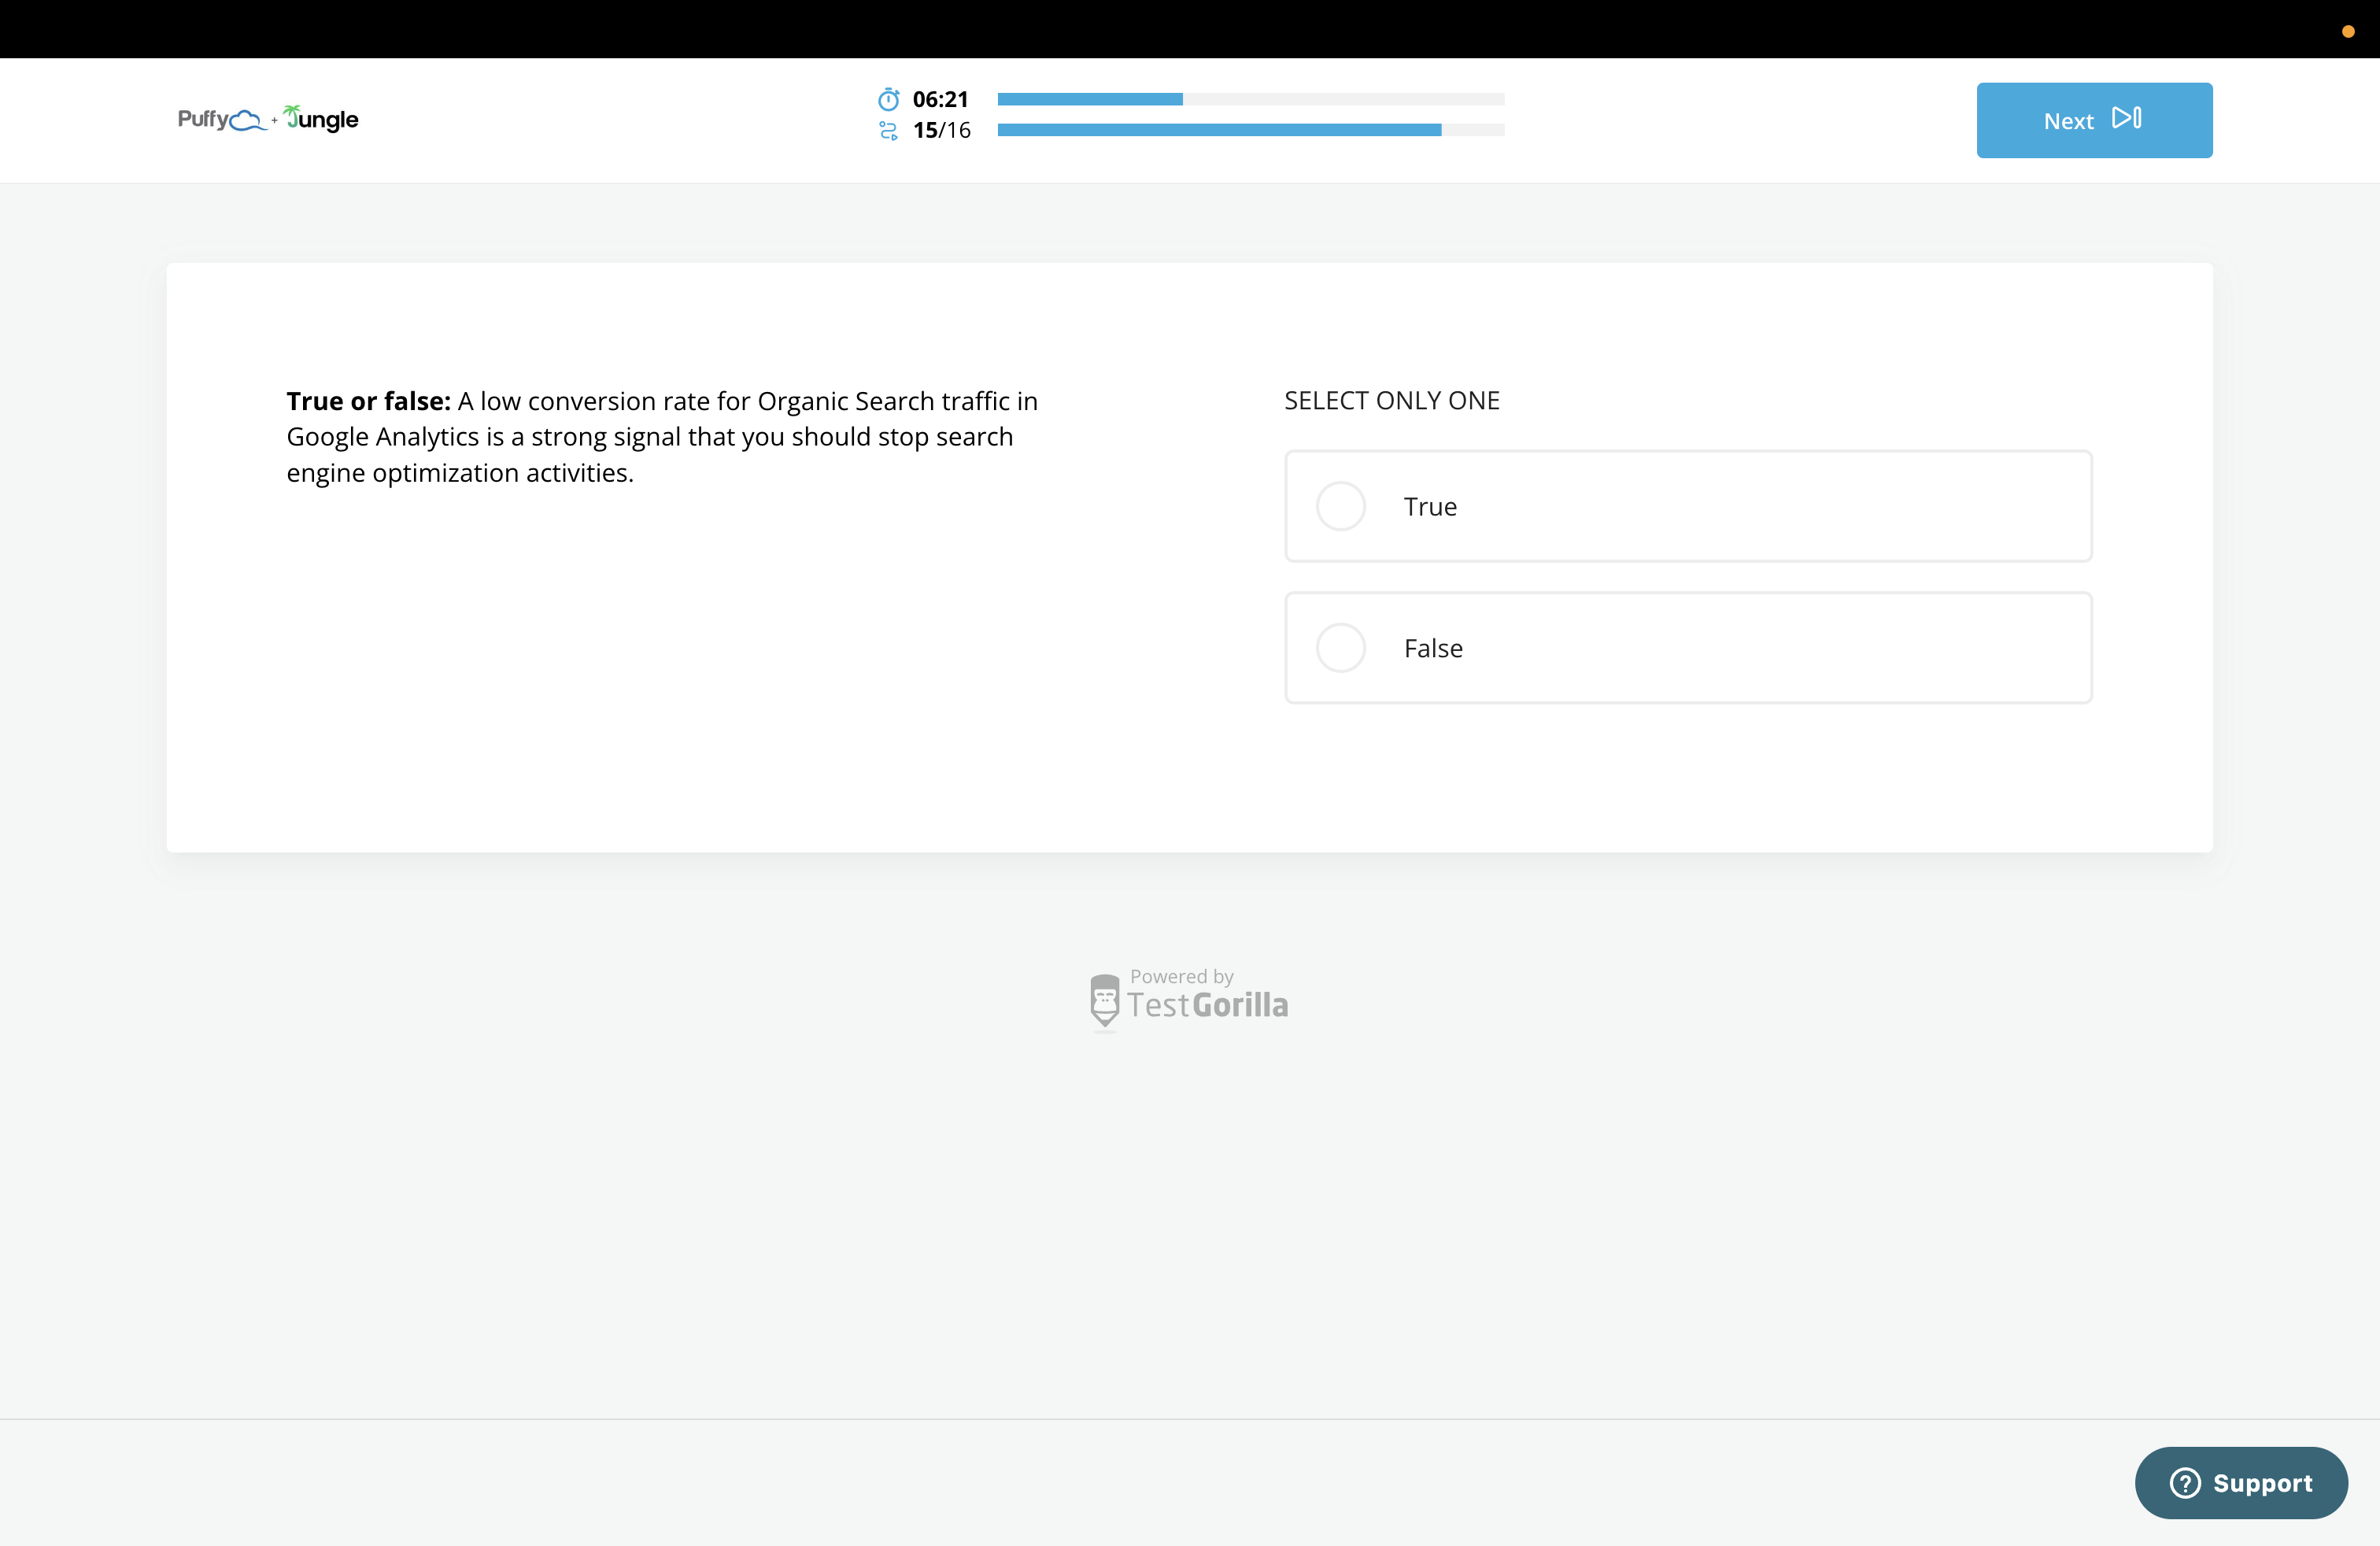 Puffy + Jungle
06:21
15/16
Next
True or false: A low conversion rate for Organic Search traffic in
Google Analytics is a strong signal that you should stop search
engine optimization activities.
SELECT ONLY ONE
True
False
Powered by
TestGorilla
Support